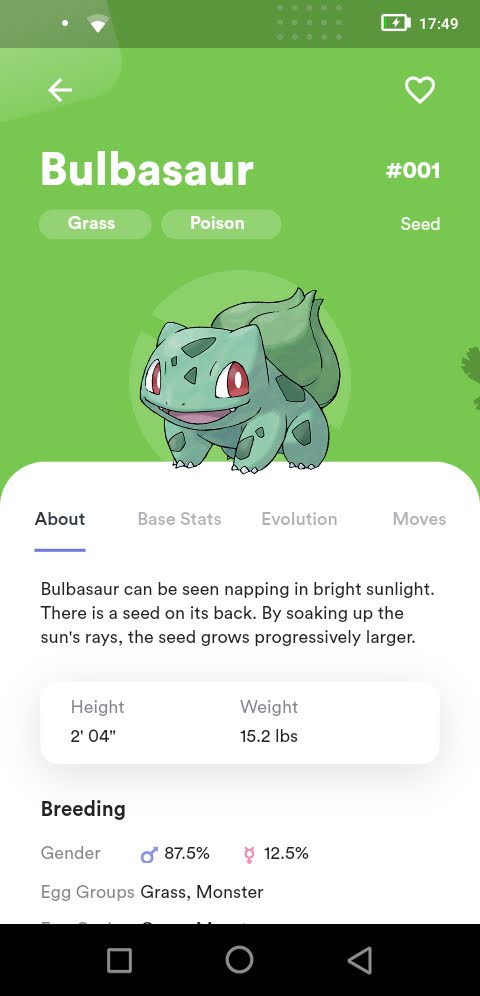 17:49
Bulbasaur
#001
Grass Poison
Seed
About Base Stats Evolution Moves
Bulbasaur can be seen napping in bright sunlight.
There is a seed on its back. By soaking up the
sun's rays, the seed grows progressively larger.
Height Weight
2' 04" 15.2 lbs
Breeding
Gender ♂ 87.5% ☿ 12.5%
Egg Groups Grass, Monster